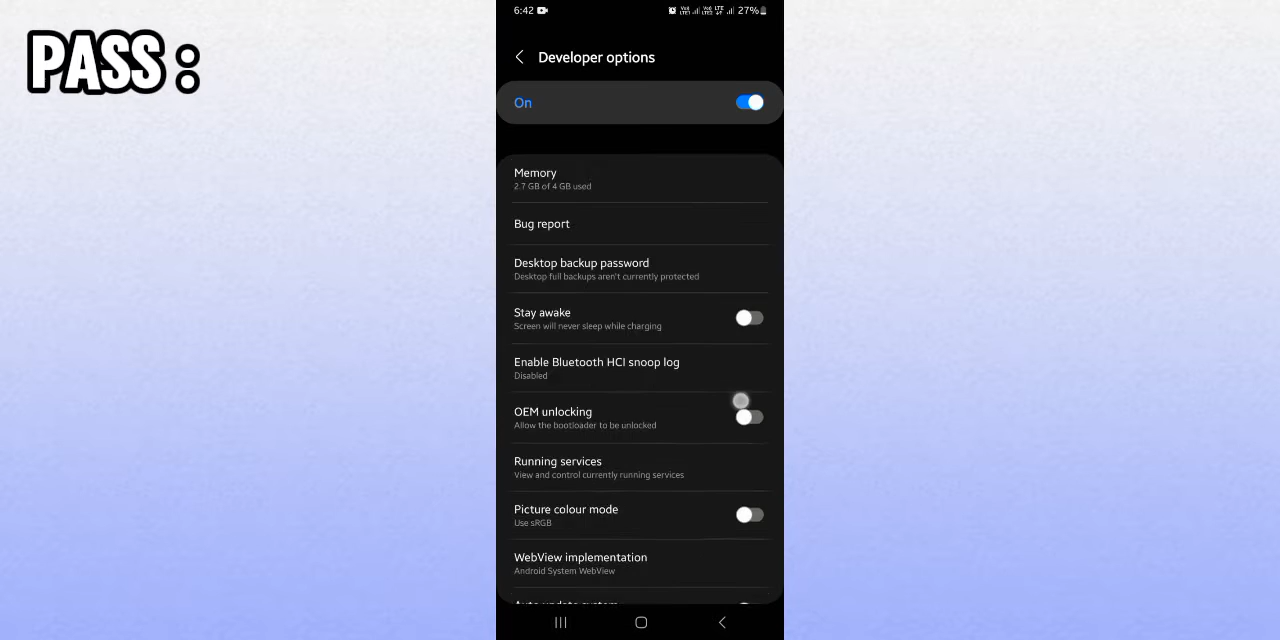 PASS :
6:42
27%
Developer options
On
Memory
2.7 GB of 4 GB used
Bug report
Desktop backup password
Desktop full backups aren't currently protected
Stay awake
Screen will never sleep while charging
Enable Bluetooth HCI snoop log
Disabled
OEM unlocking
Allow the bootloader to be unlocked
Running services
View and control currently running services
Picture colour mode
Use sRGB
WebView implementation
Android System WebView
Auto update system